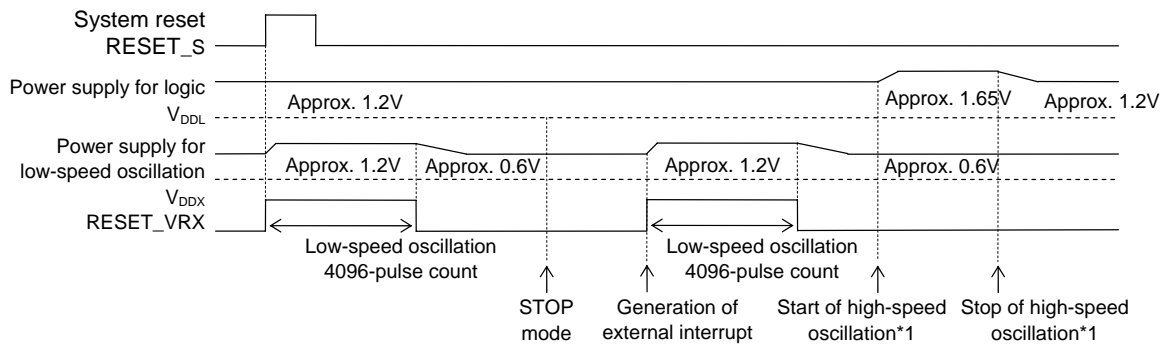 System reset
RESET_S
Power supply for logic
Approx. 1.2V
Approx. 1.65V
Approx. 1.2V
VDDL
Power supply for
low-speed oscillation
Approx. 1.2V
Approx. 0.6V
Approx. 1.2V
Approx. 0.6V
VDDX
RESET_VRX
Low-speed oscillation
4096-pulse count
Low-speed oscillation
4096-pulse count
STOP
mode
Generation of
external interrupt
Start of high-speed
oscillation*1
Stop of high-speed
oscillation*1